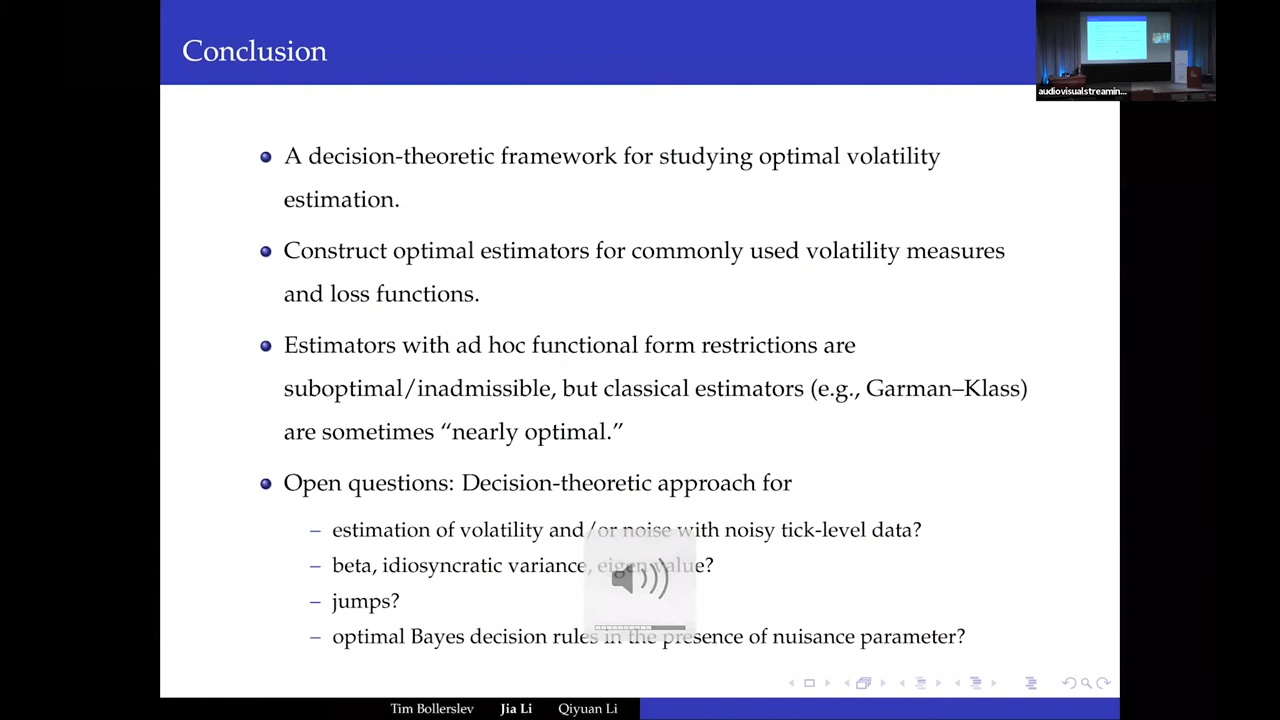 Conclusion
audiovisualstreamin...
A decision-theoretic framework for studying optimal volatility
estimation.
Construct optimal estimators for commonly used volatility measures
and loss functions.
Estimators with ad hoc functional form restrictions are
suboptimal/inadmissible, but classical estimators (e.g., Garman–Klass)
are sometimes “nearly optimal.”
Open questions: Decision-theoretic approach for
– estimation of volatility and/or noise with noisy tick-level data?
– beta, idiosyncratic variance, eigen value?
– jumps?
– optimal Bayes decision rules in the presence of nuisance parameter?
Tim Bollerslev Jia Li Qiyuan Li